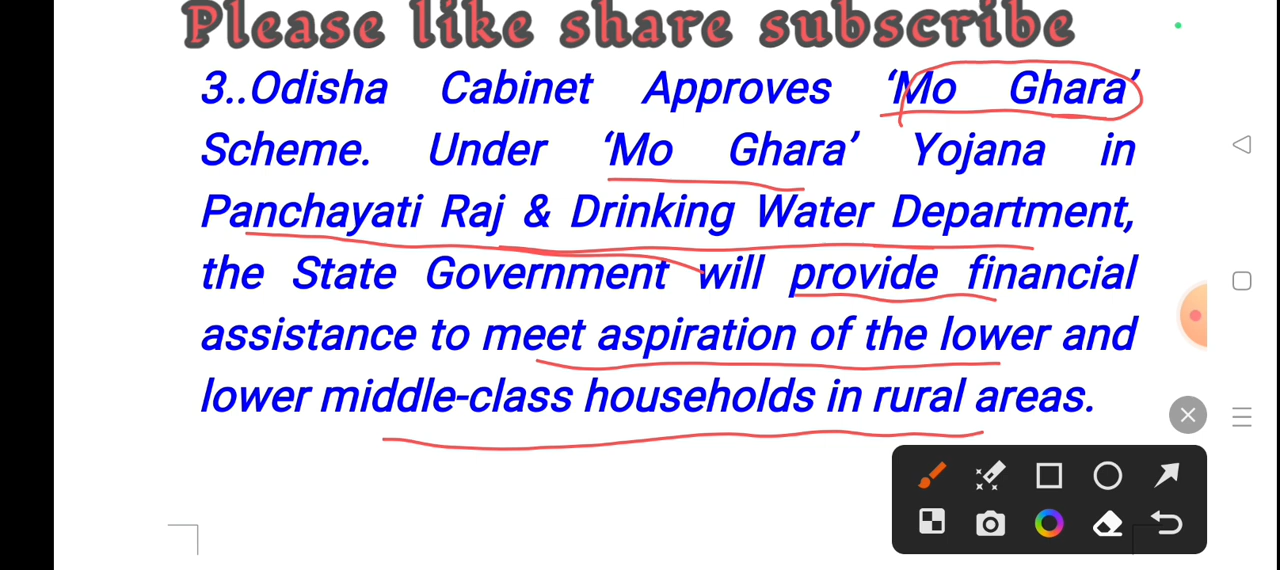 Please like share subscribe
3..Odisha Cabinet Approves ‘Mo Ghara’
Scheme. Under ‘Mo Ghara’ Yojana in
Panchayati Raj & Drinking Water Department,
the State Government will provide financial
assistance to meet aspiration of the lower and
lower middle-class households in rural areas.